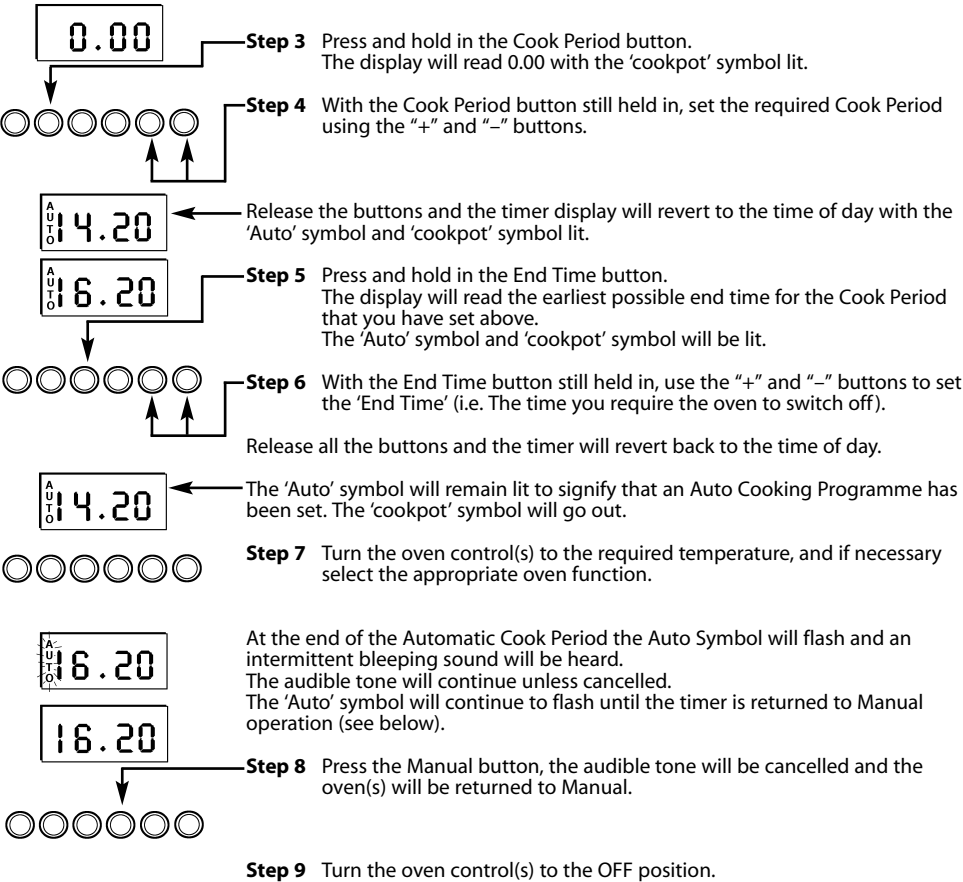 0.00
Step 3 Press and hold in the Cook Period button.
The display will read 0.00 with the ‘cookpot’ symbol lit.
Step 4 With the Cook Period button still held in, set the required Cook Period
using the “+” and “–” buttons.
AUTO 14.20
Release the buttons and the timer display will revert to the time of day with the
‘Auto’ symbol and ‘cookpot’ symbol lit.
AUTO 16.20
Step 5 Press and hold in the End Time button.
The display will read the earliest possible end time for the Cook Period
that you have set above.
The ‘Auto’ symbol and ‘cookpot’ symbol will be lit.
Step 6 With the End Time button still held in, use the “+” and “–” buttons to set
the ‘End Time’ (i.e. The time you require the oven to switch off).
Release all the buttons and the timer will revert back to the time of day.
AUTO 14.20
The ‘Auto’ symbol will remain lit to signify that an Auto Cooking Programme has
been set. The ‘cookpot’ symbol will go out.
Step 7 Turn the oven control(s) to the required temperature, and if necessary
select the appropriate oven function.
AUTO 16.20
At the end of the Automatic Cook Period the Auto Symbol will flash and an
intermittent bleeping sound will be heard.
The audible tone will continue unless cancelled.
The ‘Auto’ symbol will continue to flash until the timer is returned to Manual
operation (see below).
16.20
Step 8 Press the Manual button, the audible tone will be cancelled and the
oven(s) will be returned to Manual.
Step 9 Turn the oven control(s) to the OFF position.